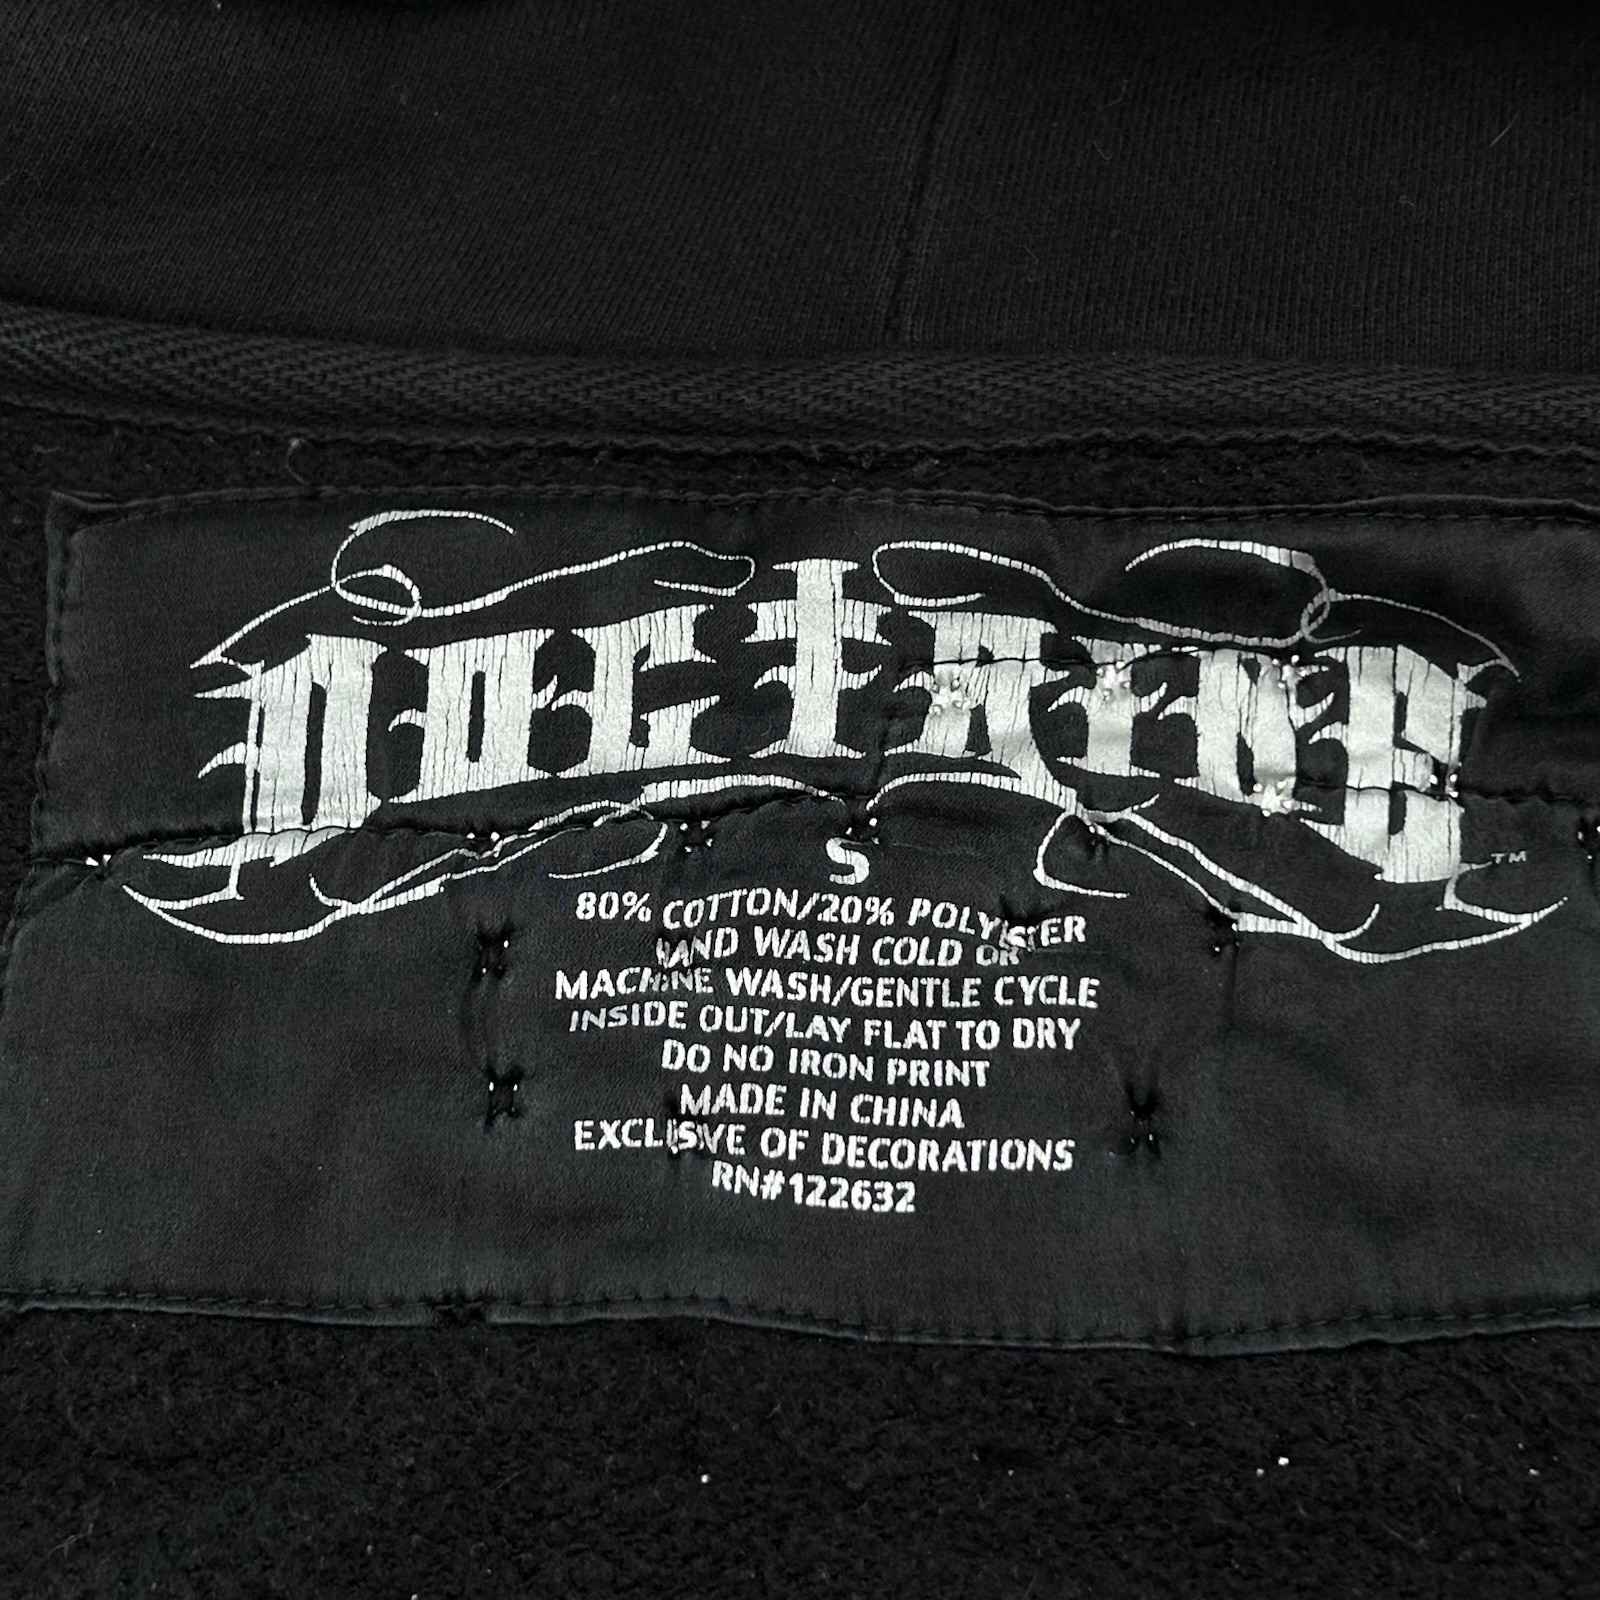 DOCTRINE™
S
80% COTTON/20% POLYESTER
HAND WASH COLD OR
MACHINE WASH/GENTLE CYCLE
INSIDE OUT/LAY FLAT TO DRY
DO NO IRON PRINT
MADE IN CHINA
EXCLUSIVE OF DECORATIONS
RN#122632